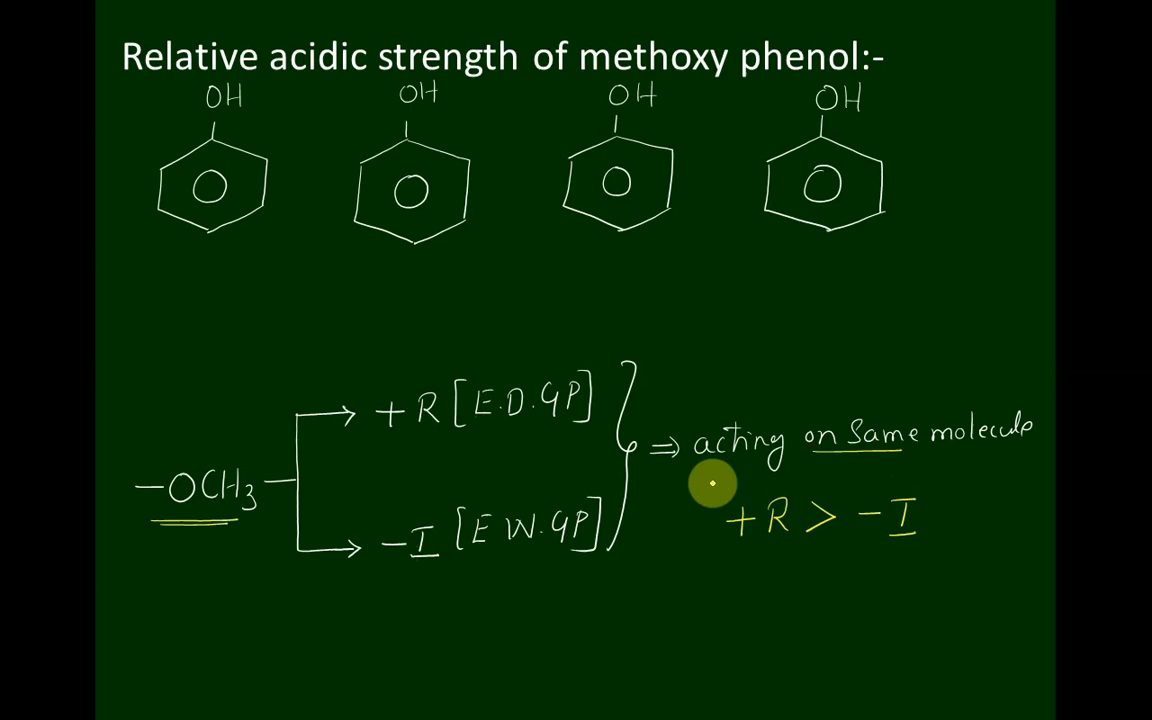 Relative acidic strength of methoxy phenol:-
OH OH OH OH
+R [E.D.GP]
⇒ acting on same molecule
-OCH3
+R > -I
-I [E W.GP]